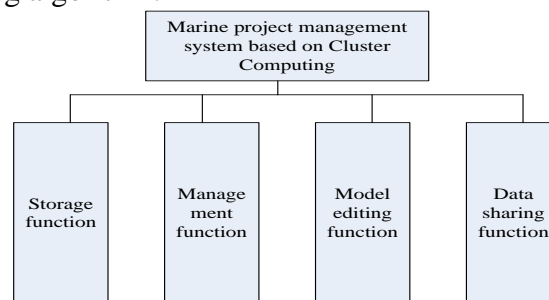 Marine project management
system based on Cluster
Computing
Storage
function
Manage
ment
function
Model
editing
function
Data
sharing
function